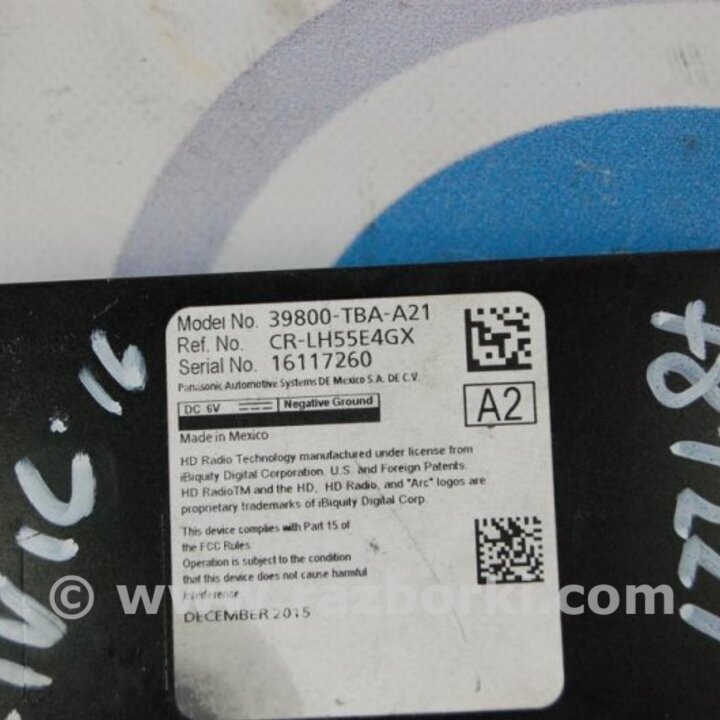 Model No. 39800-TBA-A21
Ref. No. CR-LH55E4GX
Serial No. 16117260
Panasonic Automotive Systems DE Mexico S.A. DE C.V.
DC 6V Negative Ground
A2
Made in Mexico
HD Radio Technology manufactured under license from
iBiquity Digital Corporation. U.S. and Foreign Patents.
HD RadioTM and the HD, HD Radio, and "Arc" logos are
proprietary trademarks of iBiquity Digital Corp.
This device complies with Part 15 of
the FCC Rules
Operation is subject to the condition
that this device does not cause harmful
interference
DECEMBER 2015
© www.razborki.com